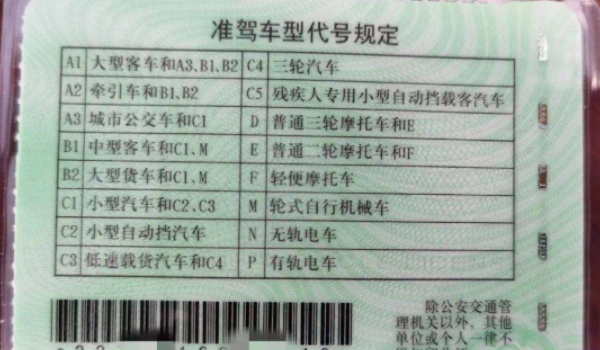 准驾车型代号规定
A1 大型客车和A3、B1、B2 C4 三轮汽车
A2 牵引车和B1、B2 C5 残疾人专用小型自动挡载客汽车
A3 城市公交车和C1 D 普通三轮摩托车和E
B1 中型客车和C1、M E 普通二轮摩托车和F
B2 大型货车和C1、M F 轻便摩托车
C1 小型汽车和C2、C3 M 轮式自行机械车
C2 小型自动挡汽车 N 无轨电车
C3 低速载货汽车和C4 P 有轨电车
除公安交通管
理机关以外，其他
单位或个人一律不